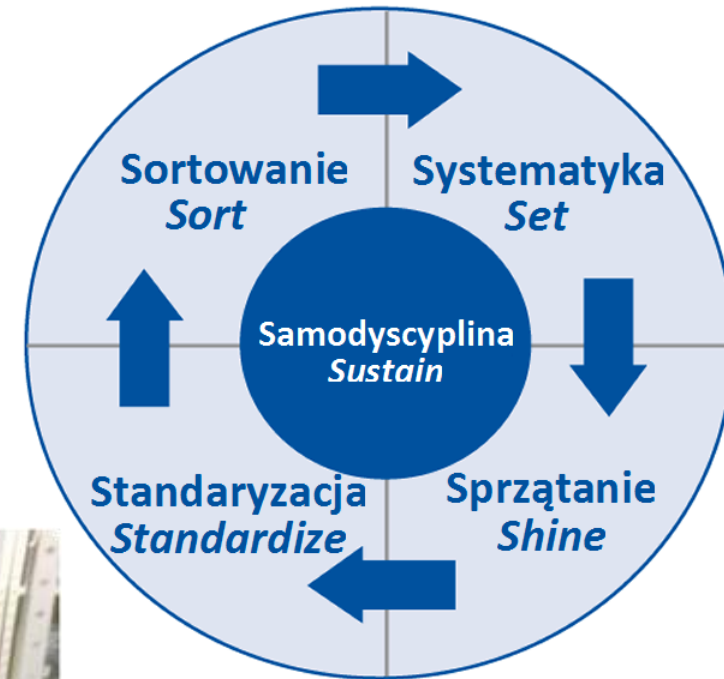 Sortowanie
Sort
Systematyka
Set
Samodyscyplina
Sustain
Standaryzacja
Standardize
Sprzątanie
Shine